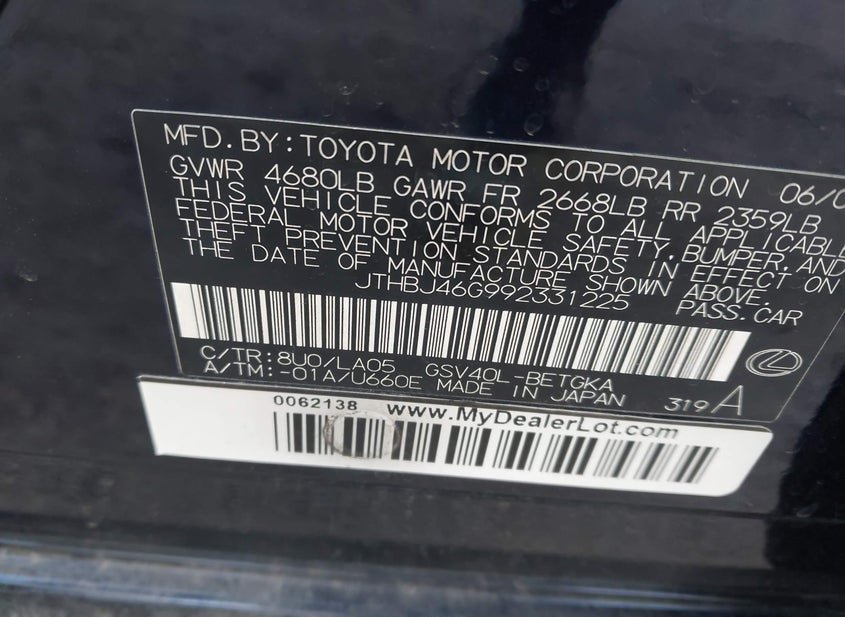 MFD.BY:TOYOTA MOTOR CORPORATION 06/0
GVWR 4680LB GAWR FR 2668LB RR 2359LB
THIS VEHICLE CONFORMS TO ALL APPLICABLE
FEDERAL MOTOR VEHICLE SAFETY,BUMPER,AND
THEFT PREVENTION STANDARDS IN EFFECT ON
THE DATE OF MANUFACTURE SHOWN ABOVE.
JTHBJ46G992331225 PASS.CAR
C/TR:8U0/LA05 GSV40L-BETGKA
A/TM:-01A/U660E MADE IN JAPAN 319A
0062138 www.MyDealerLot.com